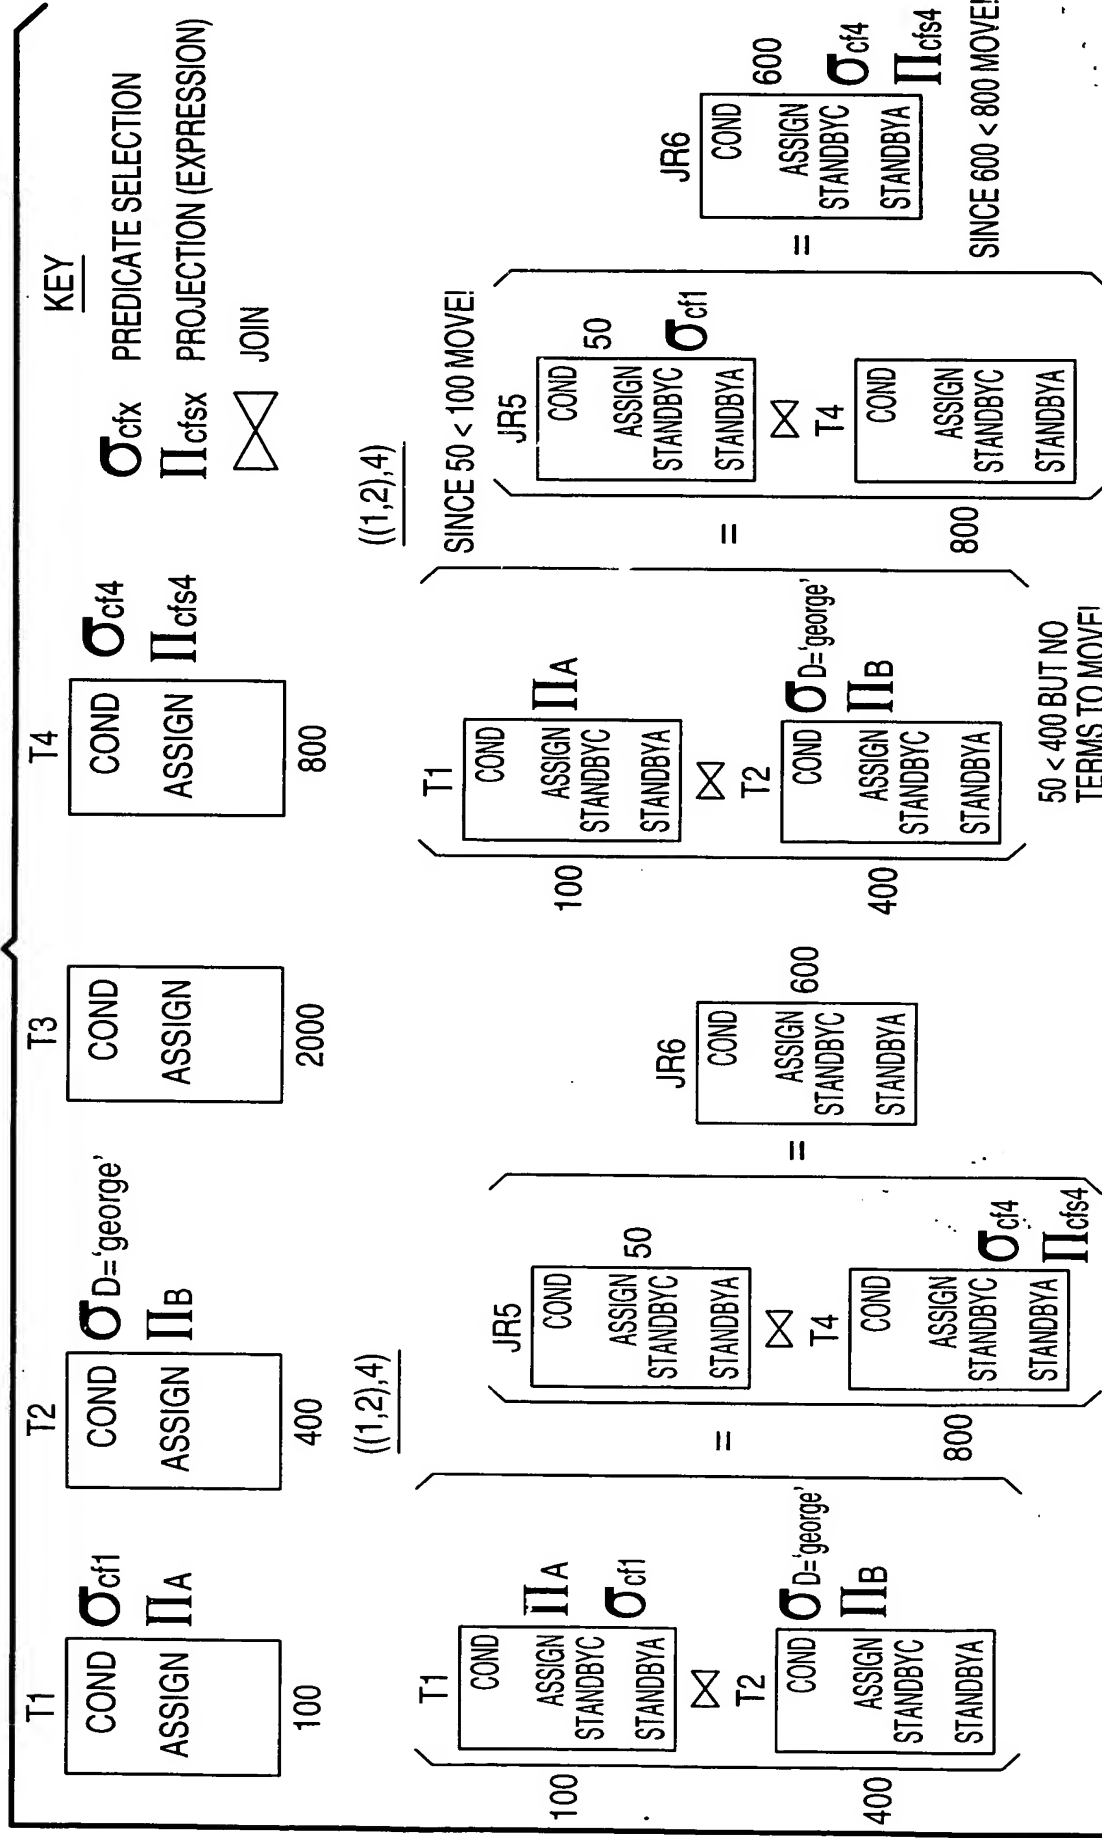 T1
COND σcf1
ASSIGN ΠA
100
T2
COND σD='george'
ASSIGN ΠB
400
T3
COND
ASSIGN
2000
T4
COND σcf4
ASSIGN Πcfs4
800
KEY
σcfx PREDICATE SELECTION
Πcfsx PROJECTION (EXPRESSION)
⋈ JOIN
((1,2),4)
T1
100
COND
ASSIGN ΠA
STANDBYC σcf1
STANDBYA
⋈
T2
400
COND σD='george'
ASSIGN ΠB
STANDBYC
STANDBYA
=
JR5
COND
ASSIGN 50
STANDBYC
STANDBYA
⋈
T4
800
COND
ASSIGN
STANDBYC σcf4
STANDBYA Πcfs4
=
JR6
COND
ASSIGN 600
STANDBYC
STANDBYA
((1,2),4)
SINCE 50 < 100 MOVE!
T1
100
COND
ASSIGN ΠA
STANDBYC
STANDBYA
⋈
T2
400
COND σD='george'
ASSIGN ΠB
STANDBYC
STANDBYA
50 < 400 BUT NO
TERMS TO MOVE!
=
JR5
COND 50
ASSIGN
STANDBYC σcf1
STANDBYA
⋈
T4
800
COND
ASSIGN
STANDBYC
STANDBYA
=
JR6
COND 600
ASSIGN
STANDBYC σcf4
STANDBYA Πcfs4
SINCE 600 < 800 MOVE!